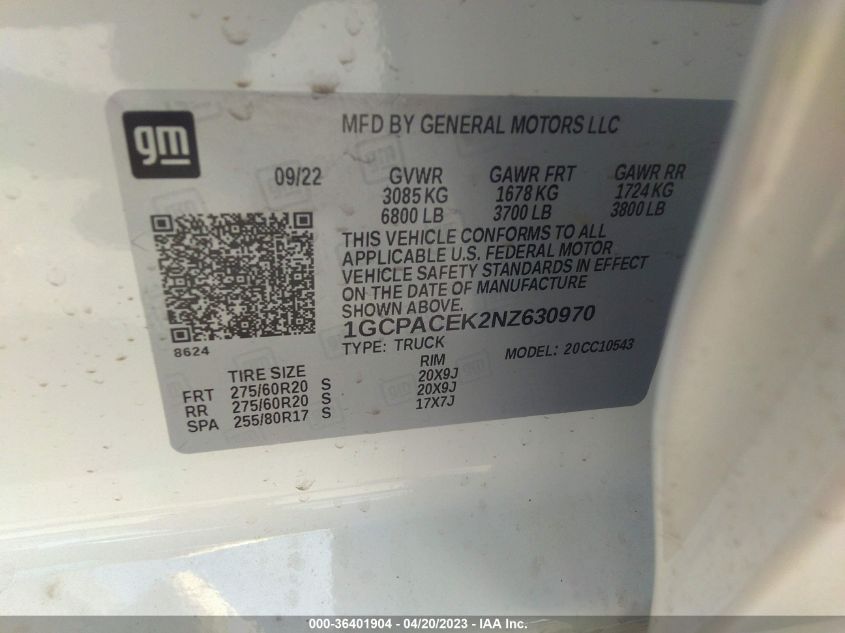 gm
MFD BY GENERAL MOTORS LLC
09/22 GVWR GAWR FRT GAWR RR
3085 KG 1678 KG 1724 KG
6800 LB 3700 LB 3800 LB
THIS VEHICLE CONFORMS TO ALL
APPLICABLE U.S. FEDERAL MOTOR
VEHICLE SAFETY STANDARDS IN EFFECT
ON THE DATE OF MANUFACTURE
SHOWN ABOVE.
1GCPACEK2NZ630970
8624
TYPE: TRUCK MODEL: 20CC10543
TIRE SIZE RIM
FRT 275/60R20 S 20X9J
RR 275/60R20 S 20X9J
SPA 255/80R17 S 17X7J
000-36401904 - 04/20/2023 - IAA Inc.